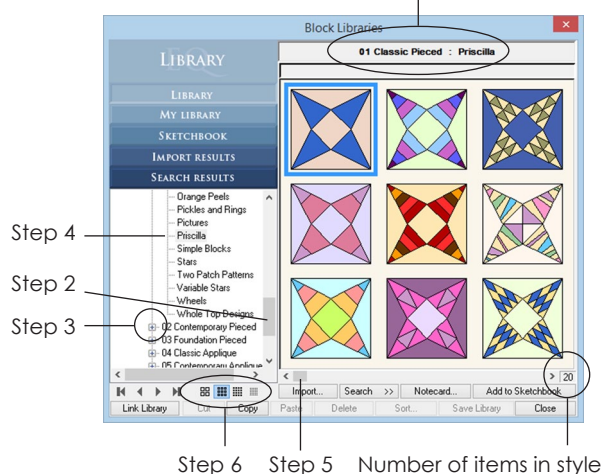 Block Libraries
LIBRARY
01 Classic Pieced : Priscilla
LIBRARY
MY LIBRARY
SKETCHBOOK
IMPORT RESULTS
SEARCH RESULTS
Orange Peels
Pickles and Rings
Pictures
Priscilla
Simple Blocks
Stars
Two Patch Patterns
Variable Stars
Wheels
Whole Top Designs
02 Contemporary Pieced
03 Foundation Pieced
04 Classic Applique
05 Contemporary Applique
Step 4
Step 2
Step 3
20
Import... Search >> Notecard... Add to Sketchbook
Link Library Cut Copy Paste Delete Sort... Save Library Close
Step 6 Step 5 Number of items in style